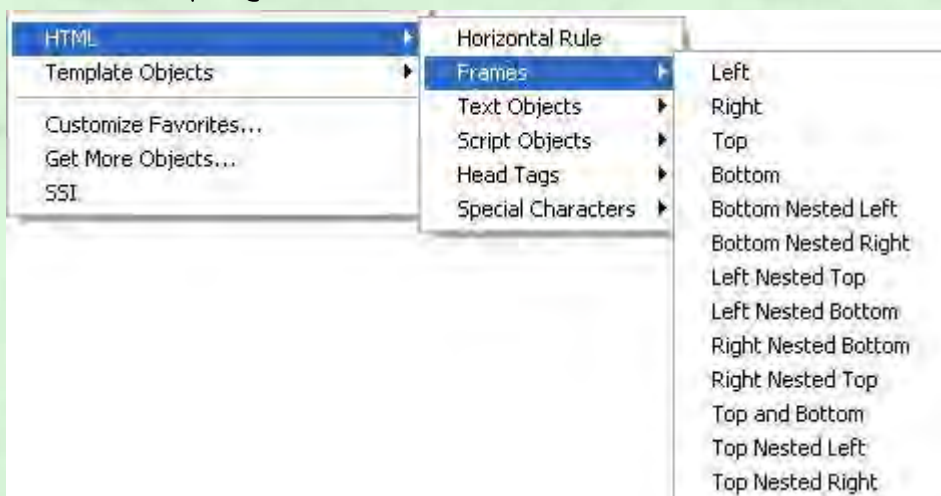 HTML
Template Objects
Customize Favorites...
Get More Objects...
SSI
Horizontal Rule
Frames
Text Objects
Script Objects
Head Tags
Special Characters
Left
Right
Top
Bottom
Bottom Nested Left
Bottom Nested Right
Left Nested Top
Left Nested Bottom
Right Nested Bottom
Right Nested Top
Top and Bottom
Top Nested Left
Top Nested Right